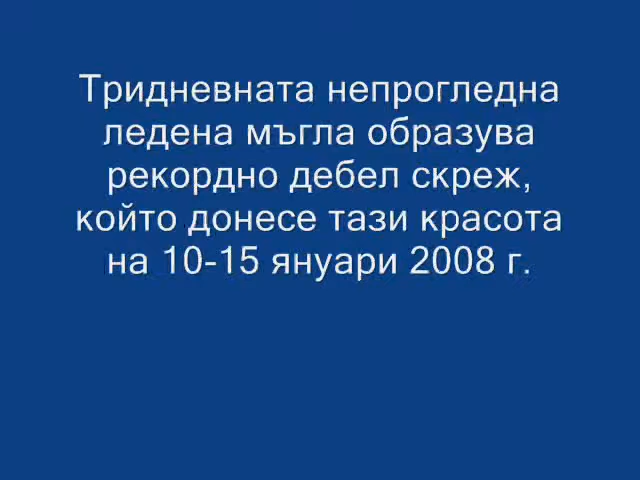 Тридневната непрогледна
ледена мъгла образува
рекордно дебел скреж,
който донесе тази красота
на 10-15 януари 2008 г.